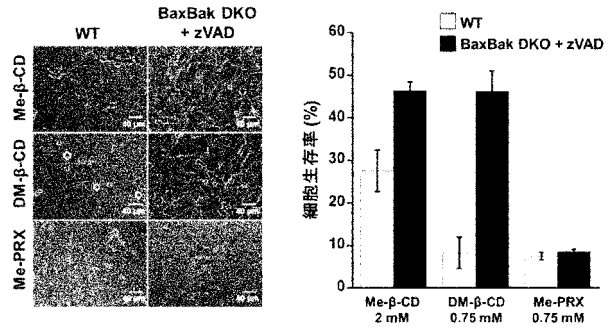 WT
BaxBak DKO
+ zVAD
Me-β-CD
DM-β-CD
Me-PRX
WT
BaxBak DKO + zVAD
細胞生存率 (%)
60
50
40
30
20
10
0
Me-β-CD
2 mM
DM-β-CD
0.75 mM
Me-PRX
0.75 mM